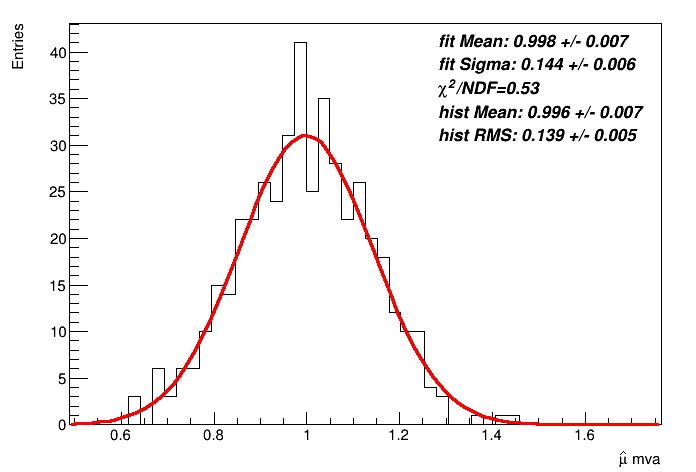 Entries
fit Mean: 0.998 +/- 0.007
fit Sigma: 0.144 +/- 0.006
χ²/NDF=0.53
hist Mean: 0.996 +/- 0.007
hist RMS: 0.139 +/- 0.005
40
35
30
25
20
15
10
5
0
0.6 0.8 1 1.2 1.4 1.6
μ̂ mva